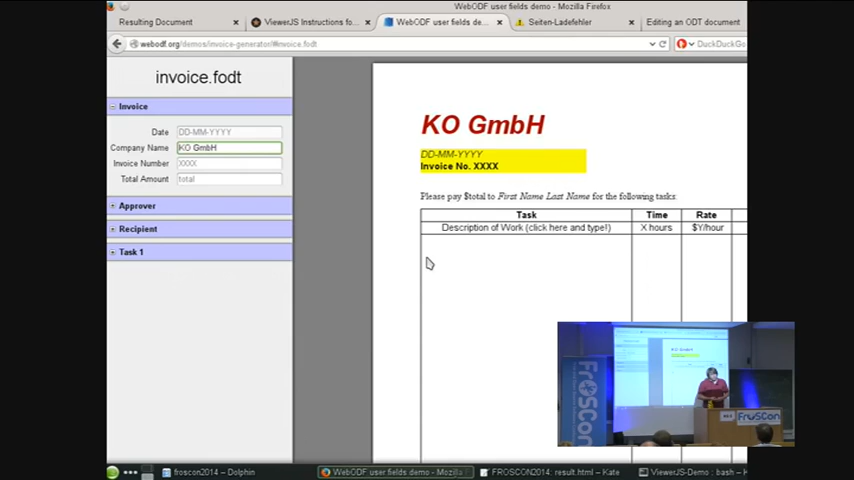 WebODF user fields demo - Mozilla Firefox
Resulting Document
ViewerJS Instructions fo...
WebODF user fields de...
Seiten-Ladefehler
Editing an ODT document
webodf.org/demos/invoice-generator/#invoice.fodt
DuckDuckGo
invoice.fodt
Invoice
Date DD-MM-YYYY
Company Name KO GmbH
Invoice Number XXXX
Total Amount total
Approver
Recipient
Task 1
KO GmbH
DD-MM-YYYY
Invoice No. XXXX
Please pay $total to First Name Last Name for the following tasks:
Task Time Rate
Description of Work (click here and type!) X hours $Y/hour
KO GmbH
FrOSCon
FrOSCon
froscon2014 – Dolphin
WebODF user fields demo - Mozilla
FROSCON2014: result.html – Kate
ViewerJS-Demo : bash – K